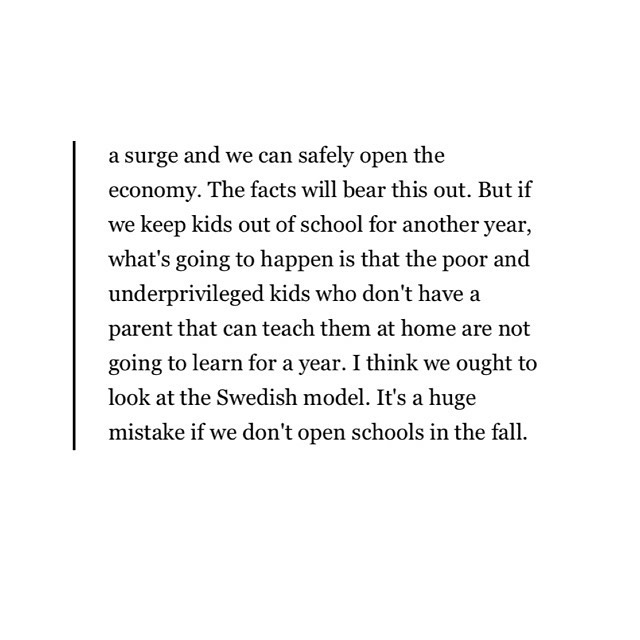 a surge and we can safely open the
economy. The facts will bear this out. But if
we keep kids out of school for another year,
what's going to happen is that the poor and
underprivileged kids who don't have a
parent that can teach them at home are not
going to learn for a year. I think we ought to
look at the Swedish model. It's a huge
mistake if we don't open schools in the fall.